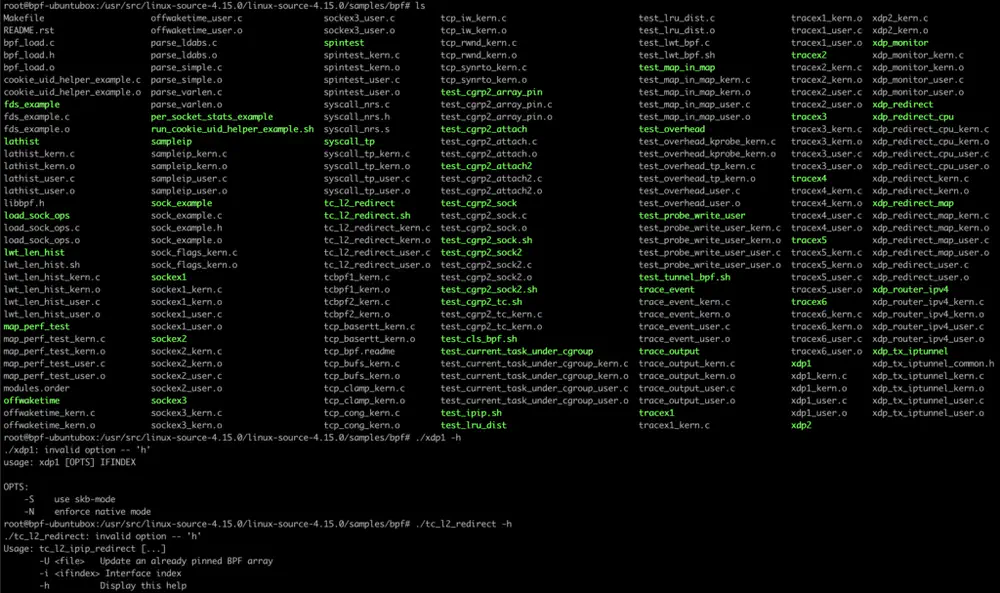 root@bpf-ubuntubox:/usr/src/linux-source-4.15.0/linux-source-4.15.0/samples/bpf# ls
Makefile offwaketime_user.c sockex3_user.c tcp_iw_kern.c test_lru_dist.c tracex1_kern.o xdp2_kern.c
README.rst offwaketime_user.o sockex3_user.o tcp_iw_kern.o test_lru_dist.o tracex1_user.c xdp2_kern.o
bpf_load.c parse_ldabs.c spintest tcp_rwnd_kern.c test_lwt_bpf.c tracex1_user.o xdp_monitor
bpf_load.h parse_ldabs.o spintest_kern.c tcp_rwnd_kern.o test_lwt_bpf.sh tracex2 xdp_monitor_kern.c
bpf_load.o parse_simple.c spintest_kern.o tcp_synrto_kern.c test_map_in_map tracex2_kern.c xdp_monitor_kern.o
cookie_uid_helper_example.c parse_simple.o spintest_user.c tcp_synrto_kern.o test_map_in_map_kern.c tracex2_kern.o xdp_monitor_user.c
cookie_uid_helper_example.o parse_varlen.c spintest_user.o test_cgrp2_array_pin test_map_in_map_kern.o tracex2_user.c xdp_monitor_user.o
fds_example parse_varlen.o syscall_nrs.c test_cgrp2_array_pin.c test_map_in_map_user.c tracex2_user.o xdp_redirect
fds_example.c per_socket_stats_example syscall_nrs.h test_cgrp2_array_pin.o test_map_in_map_user.o tracex3 xdp_redirect_cpu
fds_example.o run_cookie_uid_helper_example.sh syscall_nrs.s test_cgrp2_attach test_overhead tracex3_kern.c xdp_redirect_cpu_kern.c
lathist sampleip syscall_tp test_cgrp2_attach.c test_overhead_kprobe_kern.c tracex3_kern.o xdp_redirect_cpu_kern.o
lathist_kern.c sampleip_kern.c syscall_tp_kern.c test_cgrp2_attach.o test_overhead_kprobe_kern.o tracex3_user.c xdp_redirect_cpu_user.c
lathist_kern.o sampleip_kern.o syscall_tp_kern.o test_cgrp2_attach2 test_overhead_tp_kern.c tracex3_user.o xdp_redirect_cpu_user.o
lathist_user.c sampleip_user.c syscall_tp_user.c test_cgrp2_attach2.c test_overhead_tp_kern.o tracex4 xdp_redirect_kern.c
lathist_user.o sampleip_user.o syscall_tp_user.o test_cgrp2_attach2.o test_overhead_user.c tracex4_kern.c xdp_redirect_kern.o
libbpf.h sock_example tc_l2_redirect test_cgrp2_sock test_overhead_user.o tracex4_kern.o xdp_redirect_map
load_sock_ops sock_example.c tc_l2_redirect.sh test_cgrp2_sock.c test_probe_write_user tracex4_user.c xdp_redirect_map_kern.c
load_sock_ops.c sock_example.h tc_l2_redirect_kern.c test_cgrp2_sock.o test_probe_write_user_kern.c tracex4_user.o xdp_redirect_map_kern.o
load_sock_ops.o sock_example.o tc_l2_redirect_kern.o test_cgrp2_sock.sh test_probe_write_user_kern.o tracex5 xdp_redirect_map_user.c
lwt_len_hist sock_flags_kern.c tc_l2_redirect_user.c test_cgrp2_sock2 test_probe_write_user_user.c tracex5_kern.c xdp_redirect_map_user.o
lwt_len_hist.sh sock_flags_kern.o tc_l2_redirect_user.o test_cgrp2_sock2.c test_probe_write_user_user.o tracex5_kern.o xdp_redirect_user.c
lwt_len_hist_kern.c sockex1 tcbpf1_kern.c test_cgrp2_sock2.o test_tunnel_bpf.sh tracex5_user.c xdp_redirect_user.o
lwt_len_hist_kern.o sockex1_kern.c tcbpf1_kern.o test_cgrp2_sock2.sh trace_event tracex5_user.o xdp_router_ipv4
lwt_len_hist_user.c sockex1_kern.o tcbpf2_kern.c test_cgrp2_tc.sh trace_event_kern.c tracex6 xdp_router_ipv4_kern.c
lwt_len_hist_user.o sockex1_user.c tcbpf2_kern.o test_cgrp2_tc_kern.c trace_event_kern.o tracex6_kern.c xdp_router_ipv4_kern.o
map_perf_test sockex1_user.o tcp_basertt_kern.c test_cgrp2_tc_kern.o trace_event_user.c tracex6_kern.o xdp_router_ipv4_user.c
map_perf_test_kern.c sockex2 tcp_basertt_kern.o test_cls_bpf.sh trace_event_user.o tracex6_user.c xdp_router_ipv4_user.o
map_perf_test_kern.o sockex2_kern.c tcp_bpf.readme test_current_task_under_cgroup trace_output tracex6_user.o xdp_tx_iptunnel
map_perf_test_user.c sockex2_kern.o tcp_bufs_kern.c test_current_task_under_cgroup_kern.c trace_output_kern.c xdp1 xdp_tx_iptunnel_common.h
map_perf_test_user.o sockex2_user.c tcp_bufs_kern.o test_current_task_under_cgroup_kern.o trace_output_kern.o xdp1_kern.c xdp_tx_iptunnel_kern.c
modules.order sockex2_user.o tcp_clamp_kern.c test_current_task_under_cgroup_user.c trace_output_user.c xdp1_kern.o xdp_tx_iptunnel_kern.o
offwaketime sockex3 tcp_clamp_kern.o test_current_task_under_cgroup_user.o trace_output_user.o xdp1_user.c xdp_tx_iptunnel_user.c
offwaketime_kern.c sockex3_kern.c tcp_cong_kern.c test_ipip.sh tracex1 xdp1_user.o xdp_tx_iptunnel_user.o
offwaketime_kern.o sockex3_kern.o tcp_cong_kern.o test_lru_dist tracex1_kern.c xdp2
root@bpf-ubuntubox:/usr/src/linux-source-4.15.0/linux-source-4.15.0/samples/bpf# ./xdp1 -h
./xdp1: invalid option -- 'h'
usage: xdp1 [OPTS] IFINDEX
OPTS:
-S use skb-mode
-N enforce native mode
root@bpf-ubuntubox:/usr/src/linux-source-4.15.0/linux-source-4.15.0/samples/bpf# ./tc_l2_redirect -h
./tc_l2_redirect: invalid option -- 'h'
Usage: tc_l2_ipip_redirect [...]
-U <file> Update an already pinned BPF array
-i <ifindex> Interface index
-h Display this help